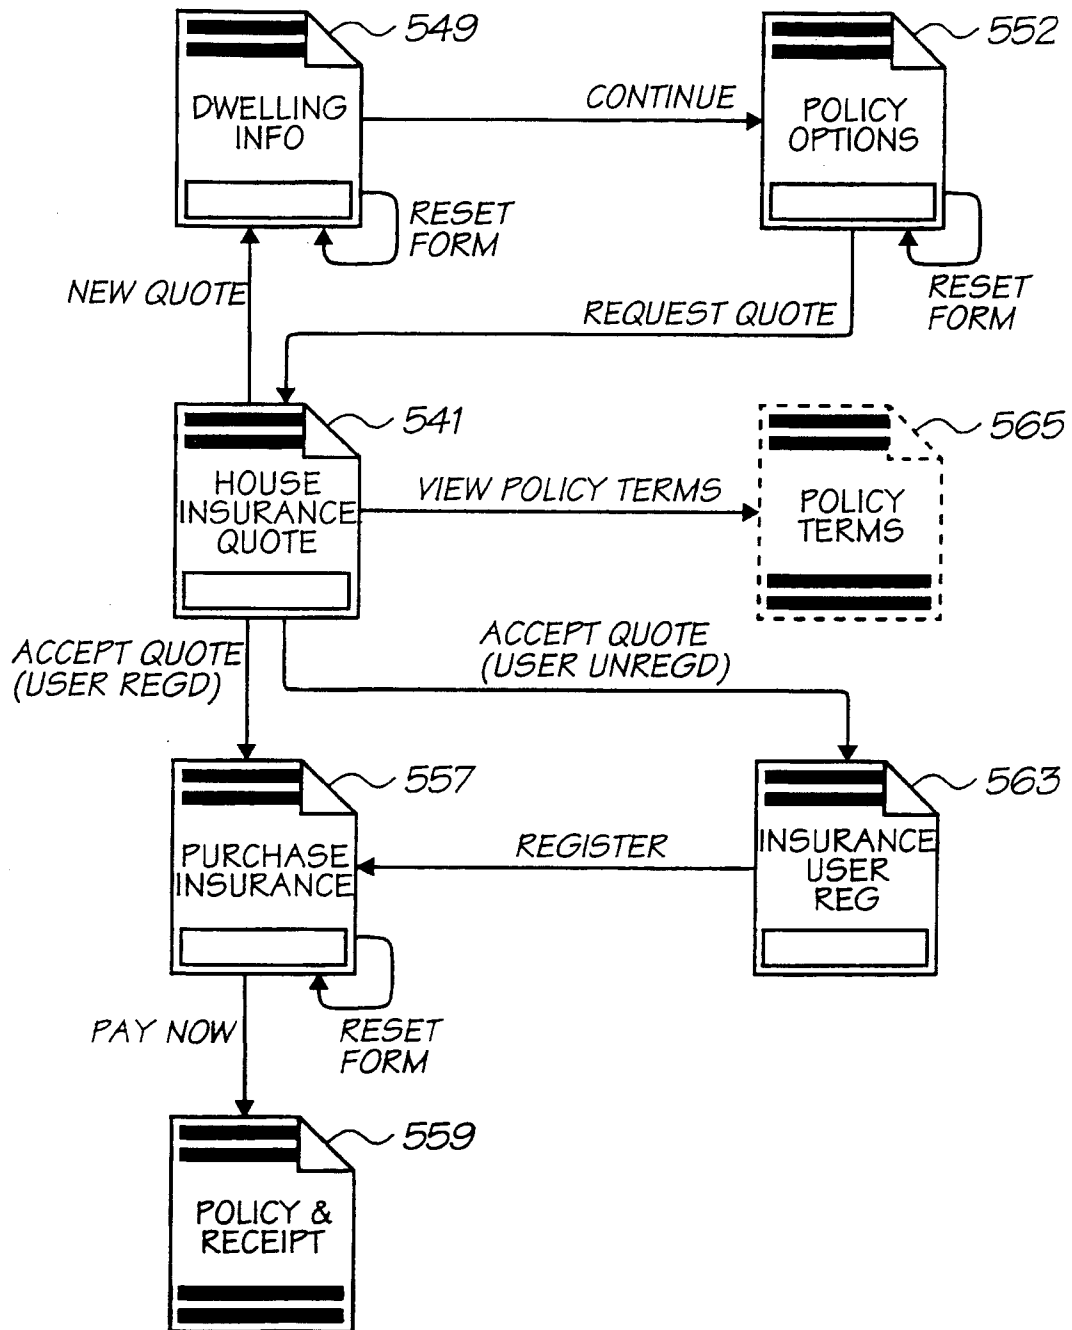 549
552
DWELLING
INFO
CONTINUE
POLICY
OPTIONS
RESET
FORM
RESET
FORM
NEW QUOTE
REQUEST QUOTE
541
565
HOUSE
INSURANCE
QUOTE
VIEW POLICY TERMS
POLICY
TERMS
ACCEPT QUOTE
(USER REGD)
ACCEPT QUOTE
(USER UNREGD)
557
563
PURCHASE
INSURANCE
REGISTER
INSURANCE
USER
REG
PAY NOW
RESET
FORM
559
POLICY &
RECEIPT